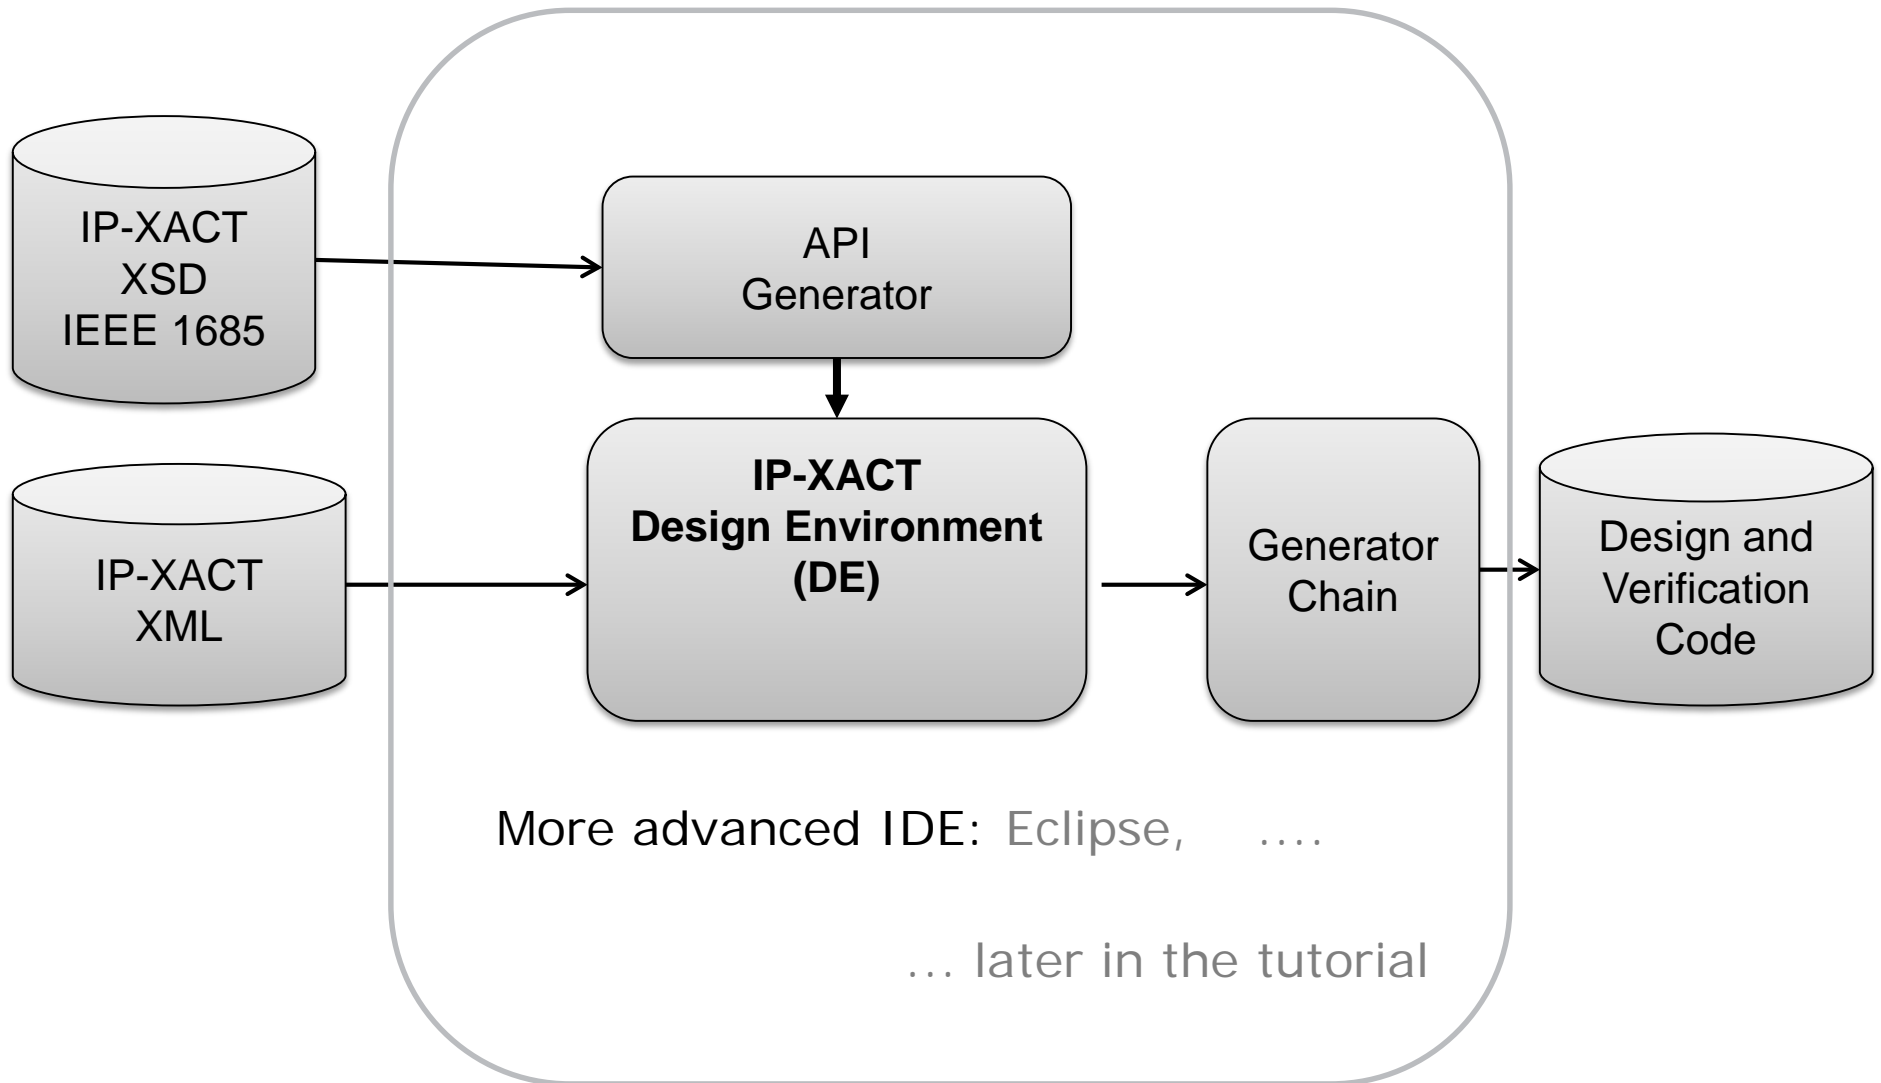 IP-XACT
XSD
IEEE 1685
API
Generator
IP-XACT
XML
IP-XACT
Design Environment
(DE)
Generator
Chain
Design and
Verification
Code
More advanced IDE: Eclipse, ....
... later in the tutorial